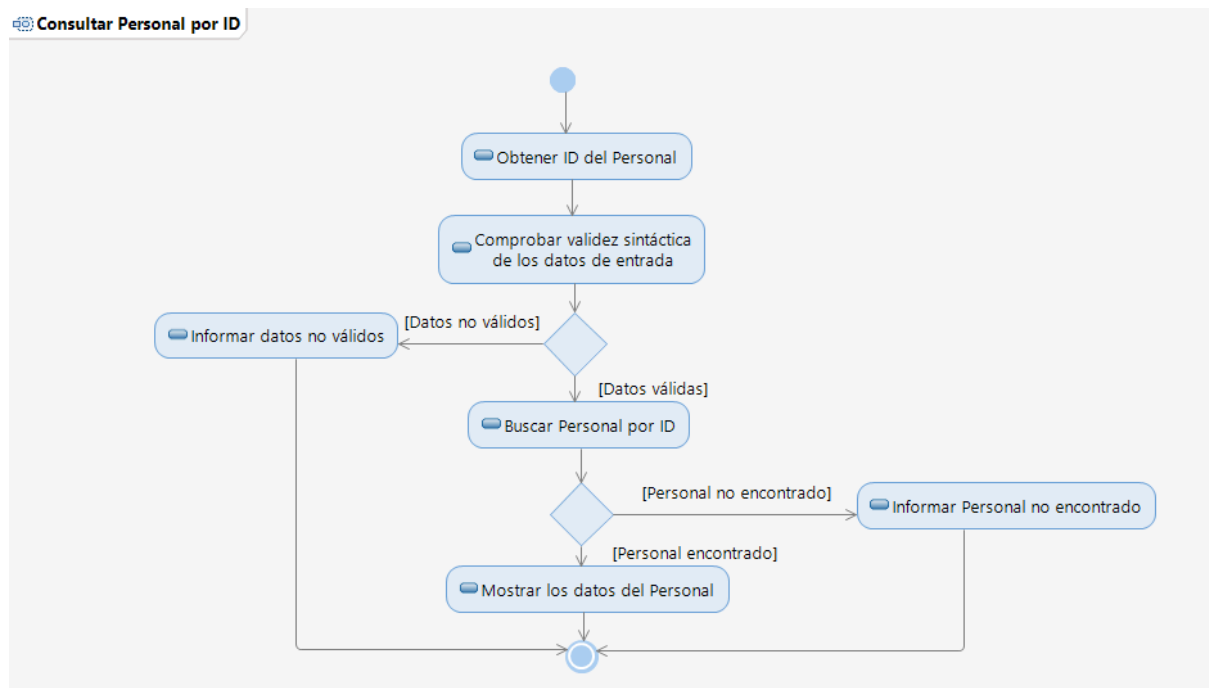 Consultar Personal por ID
Obtener ID del Personal
Comprobar validez sintáctica
de los datos de entrada
[Datos no válidos]
Informar datos no válidos
[Datos válidas]
Buscar Personal por ID
[Personal no encontrado]
Informar Personal no encontrado
[Personal encontrado]
Mostrar los datos del Personal